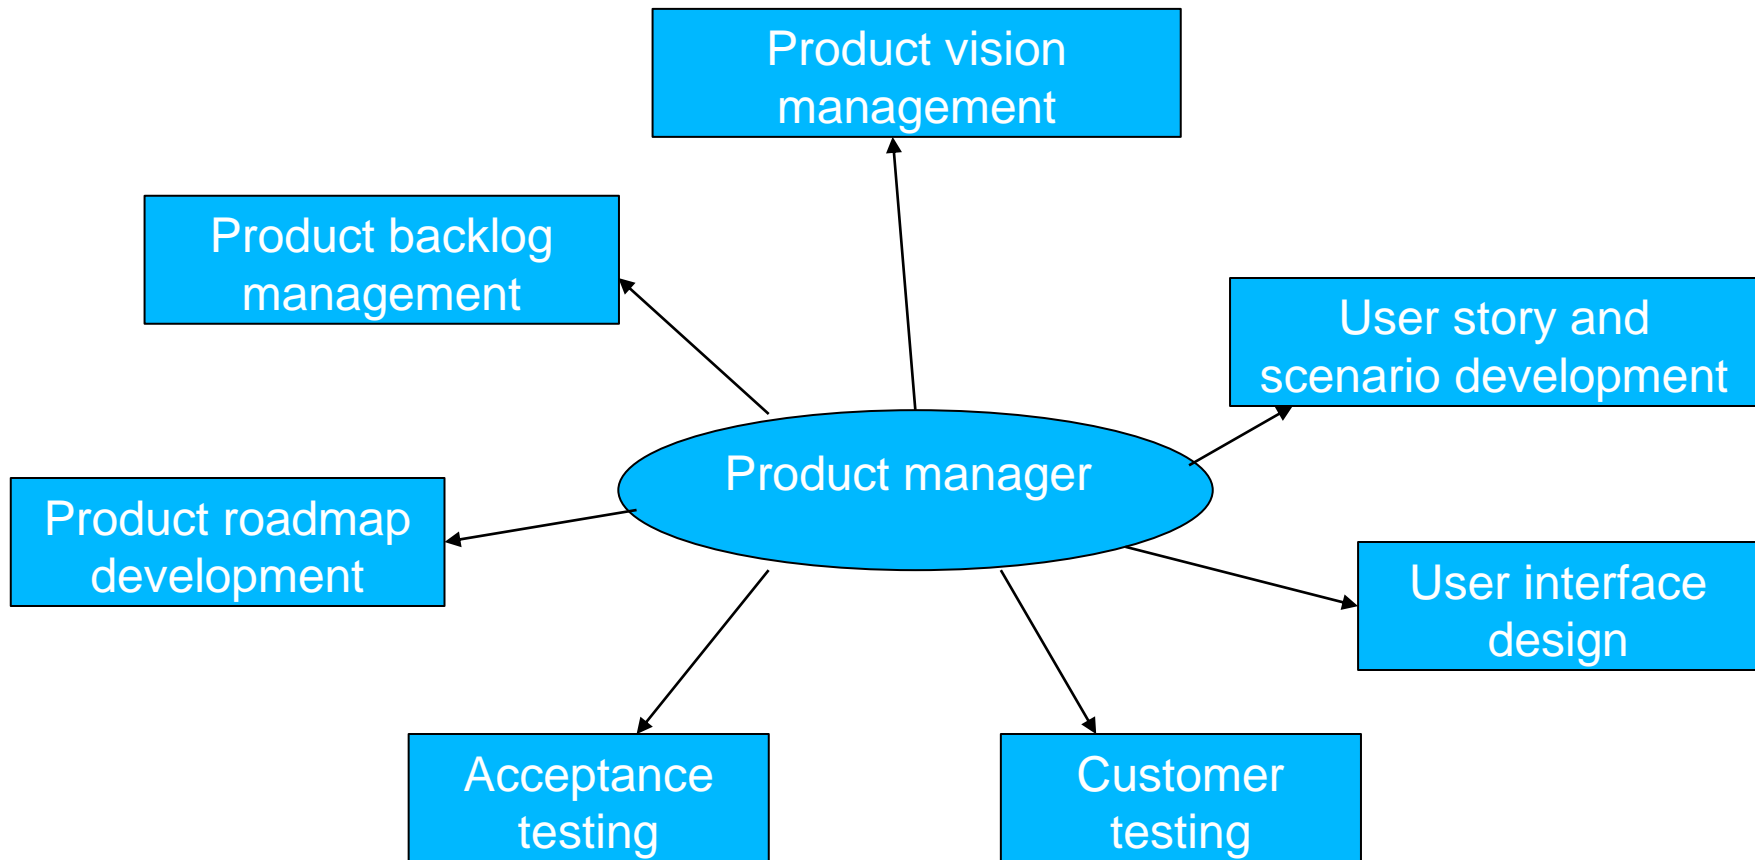 Product vision
management
Product backlog
management
User story and
scenario development
Product manager
Product roadmap
development
User interface
design
Acceptance
testing
Customer
testing